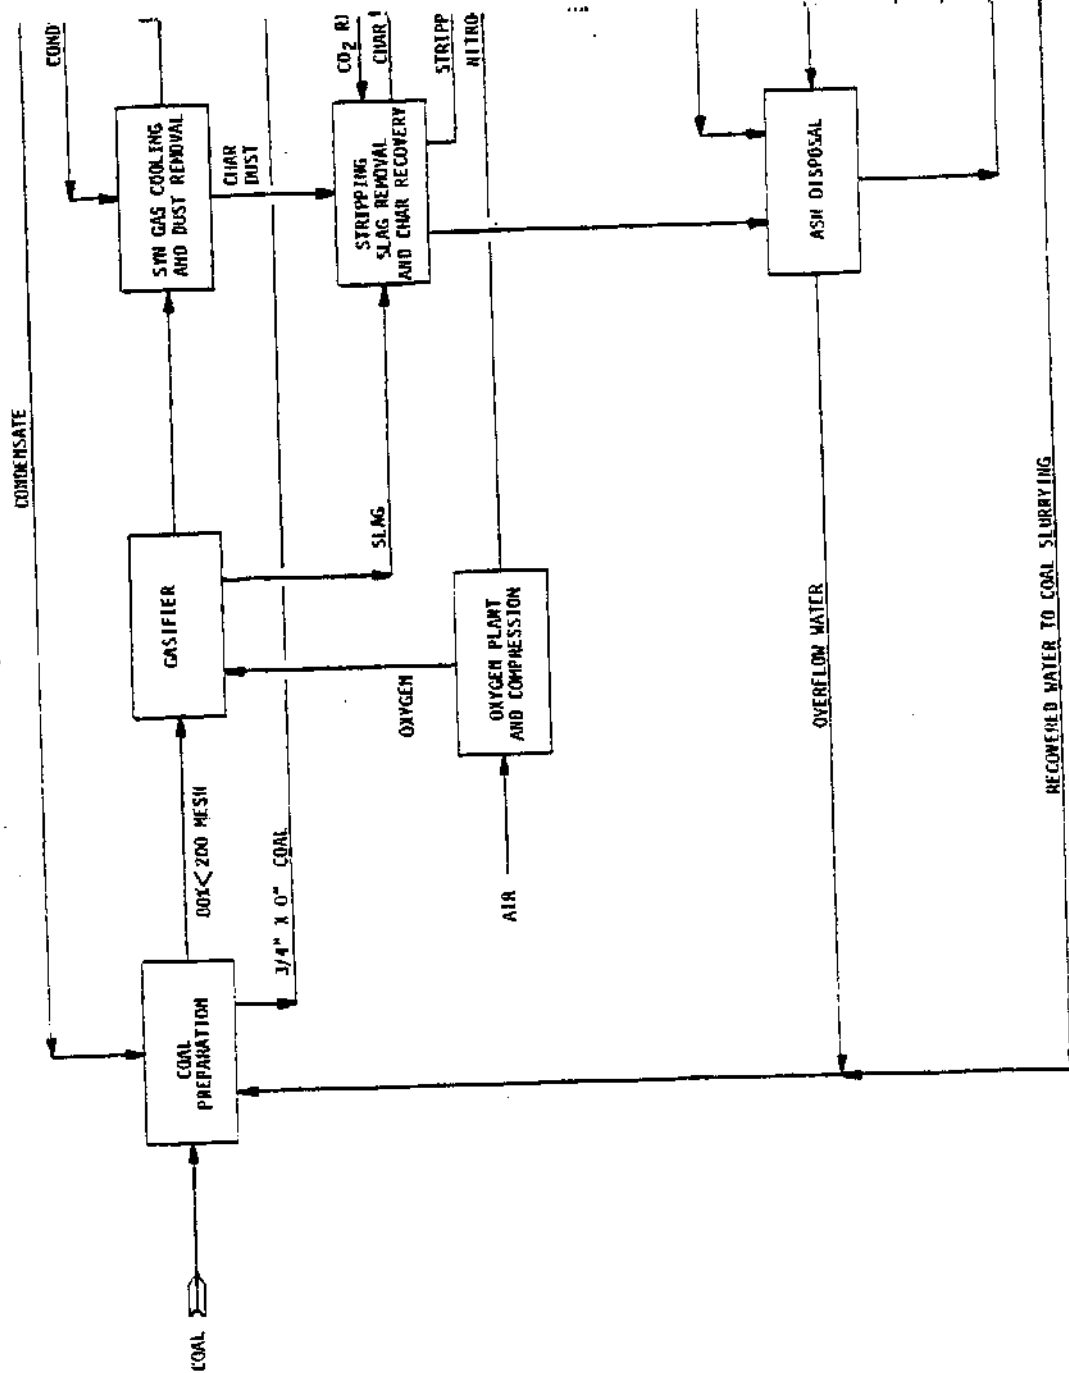 CONDENSATE
COND
COAL
COAL
PREPARATION
80%< 200 MESH
3/4" X 0" COAL
GASIFIER
SLAG
SYN GAS COOLING
AND DUST REMOVAL
CHAR
DUST
CO2 R
CHAR
STRIPPING
SLAG REMOVAL
AND CHAR RECOVERY
STRIPP
NITRO
AIR
OXYGEN
OXYGEN PLANT
AND COMPRESSION
ASH DISPOSAL
OVERFLOW WATER
RECOVERED WATER TO COAL SLURRYING